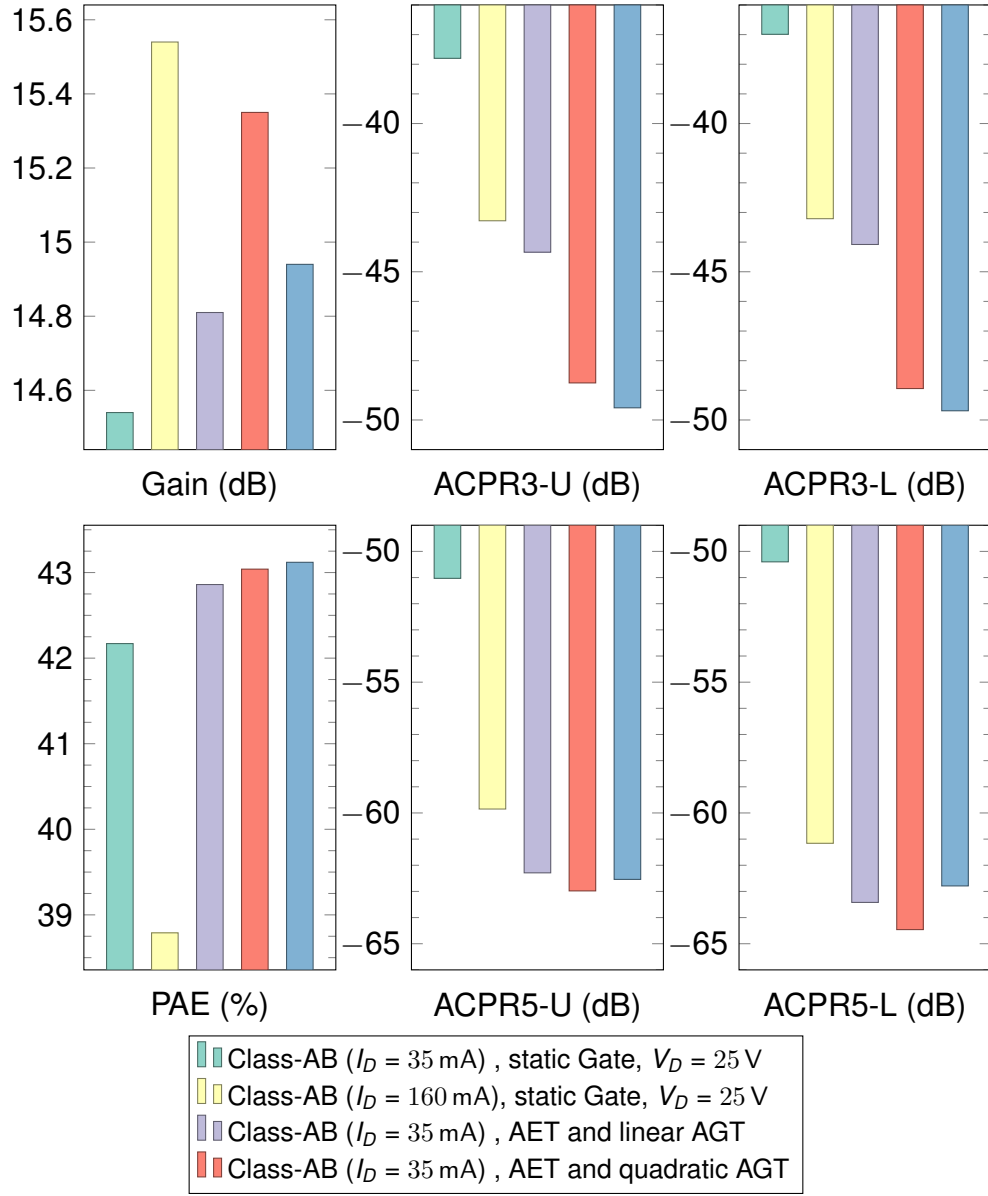 15.6
15.4
15.2
15
14.8
14.6
Gain (dB)
−40
−45
−50
ACPR3-U (dB)
−40
−45
−50
ACPR3-L (dB)
43
42
41
40
39
PAE (%)
−50
−55
−60
−65
ACPR5-U (dB)
−50
−55
−60
−65
ACPR5-L (dB)
Class-AB (I_D = 35 mA) , static Gate, V_D = 25 V
Class-AB (I_D = 160 mA), static Gate, V_D = 25 V
Class-AB (I_D = 35 mA) , AET and linear AGT
Class-AB (I_D = 35 mA) , AET and quadratic AGT